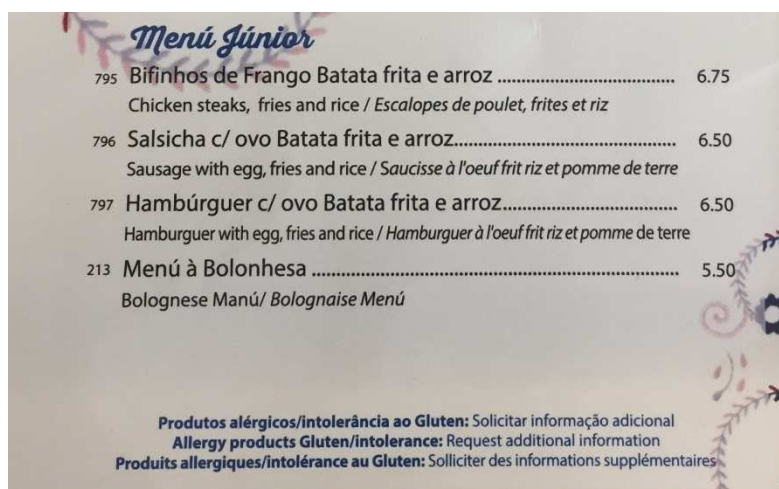 Menú Júnior
795 Bifinhos de Frango Batata frita e arroz .................................... 6.75
Chicken steaks, fries and rice / Escalopes de poulet, frites et riz
796 Salsicha c/ ovo Batata frita e arroz............................................. 6.50
Sausage with egg, fries and rice / Saucisse à l'oeuf frit riz et pomme de terre
797 Hambúrguer c/ ovo Batata frita e arroz................................... 6.50
Hamburguer with egg, fries and rice / Hamburguer à l'oeuf frit riz et pomme de terre
213 Menú à Bolonhesa .......................................................................... 5.50
Bolognese Manú/ Bolognaise Menú
Produtos alérgicos/intolerância ao Gluten: Solicitar informação adicional
Allergy products Gluten/intolerance: Request additional information
Produits allergiques/intolérance au Gluten: Solliciter des informations supplémentaires